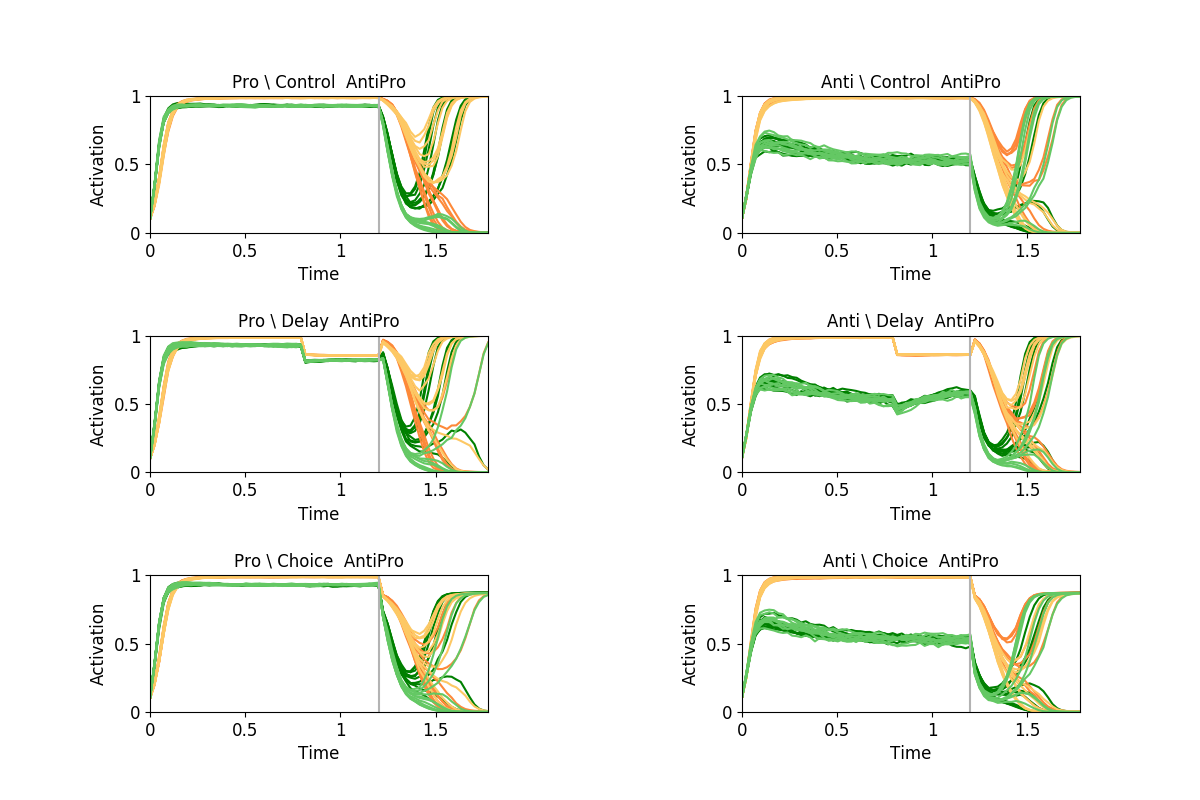 Pro \ Control  AntiPro
1
0.5
0
Activation
0 0.5 1 1.5
Time
Anti \ Control  AntiPro
1
0.5
0
Activation
0 0.5 1 1.5
Time
Pro \ Delay  AntiPro
1
0.5
0
Activation
0 0.5 1 1.5
Time
Anti \ Delay  AntiPro
1
0.5
0
Activation
0 0.5 1 1.5
Time
Pro \ Choice  AntiPro
1
0.5
0
Activation
0 0.5 1 1.5
Time
Anti \ Choice  AntiPro
1
0.5
0
Activation
0 0.5 1 1.5
Time